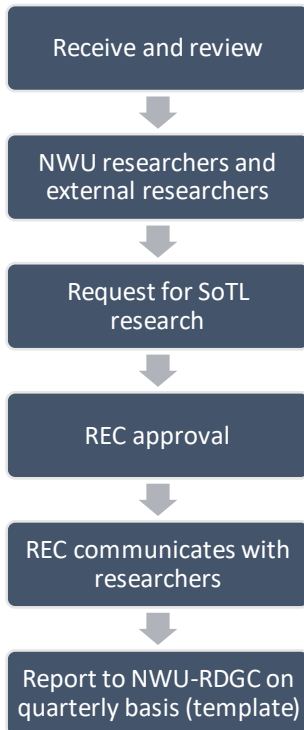 Receive and review
NWU researchers and
external researchers
Request for SoTL
research
REC approval
REC communicates with
researchers
Report to NWU-RDGC on
quarterly basis (template)